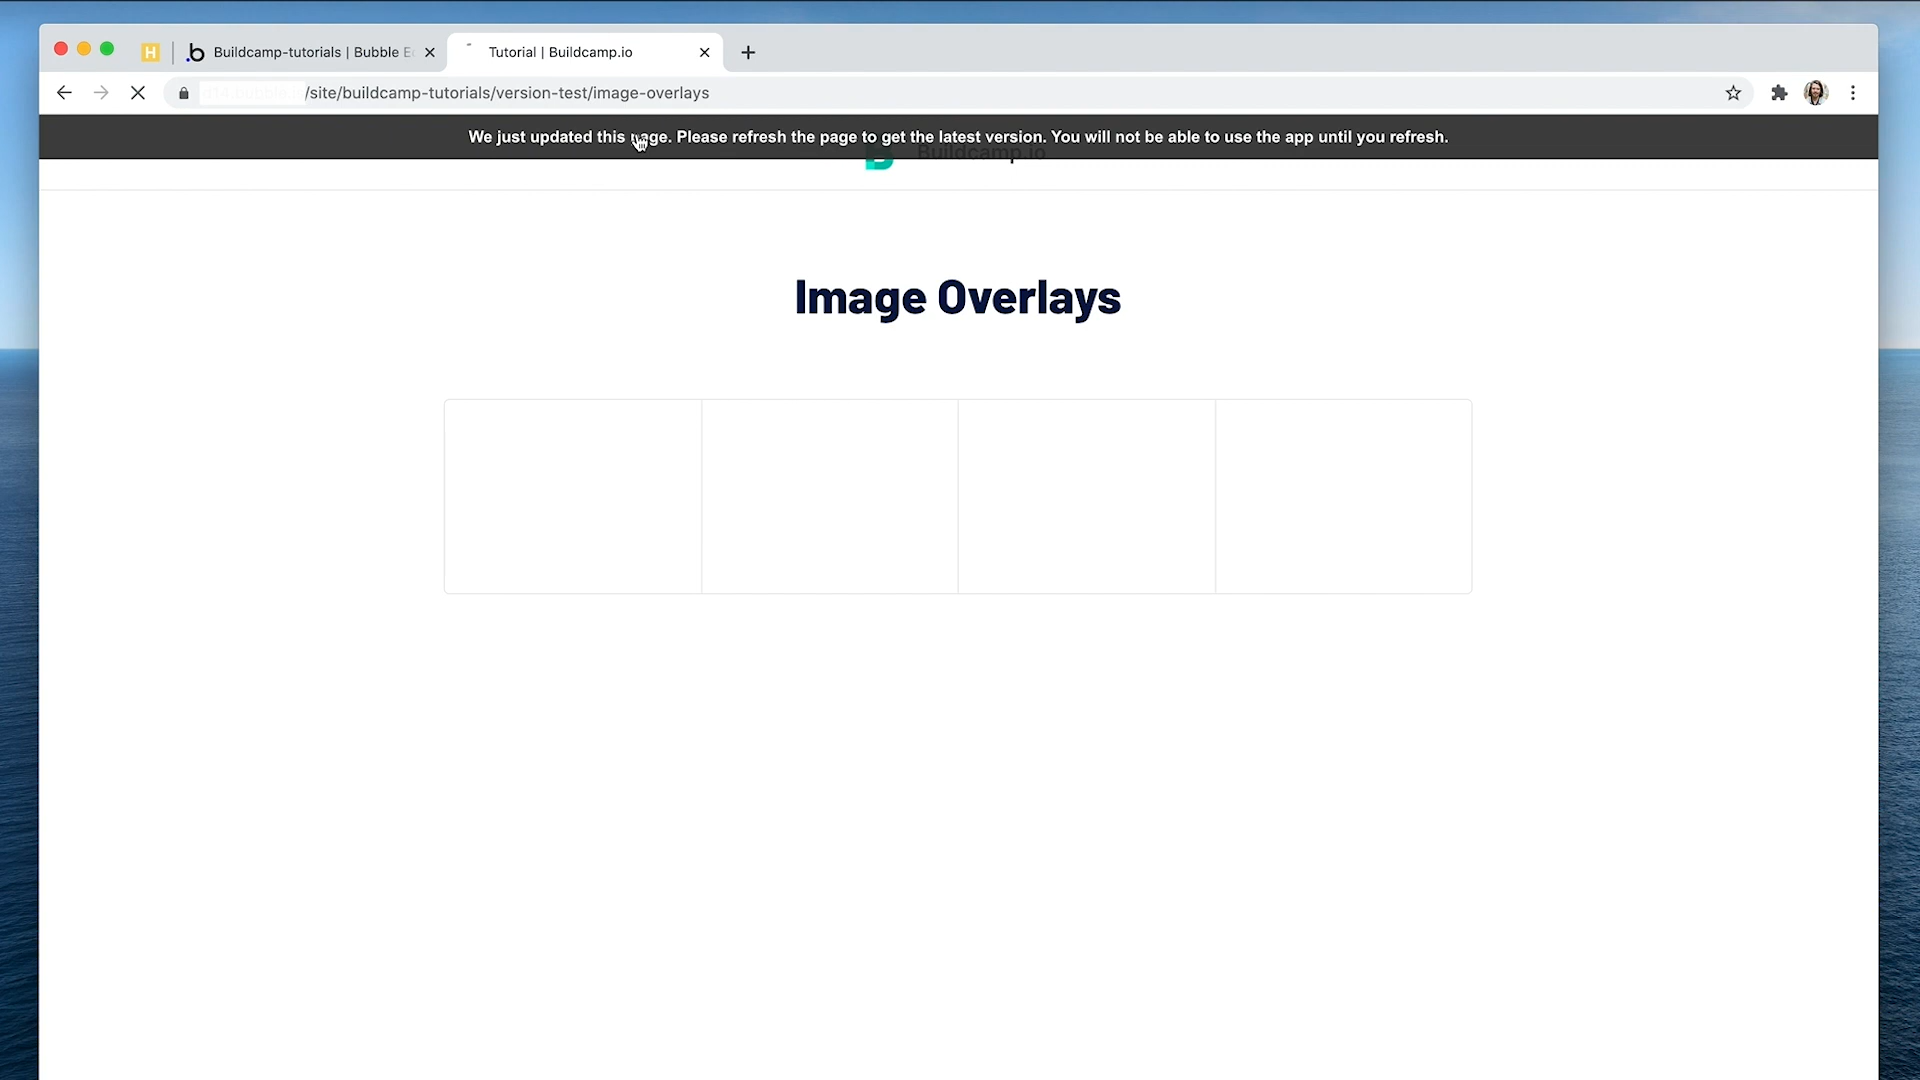 H
Buildcamp-tutorials | Bubble E
Tutorial | Buildcamp.io
/site/buildcamp-tutorials/version-test/image-overlays
We just updated this page. Please refresh the page to get the latest version. You will not be able to use the app until you refresh.
Buildcamp.io
Image Overlays